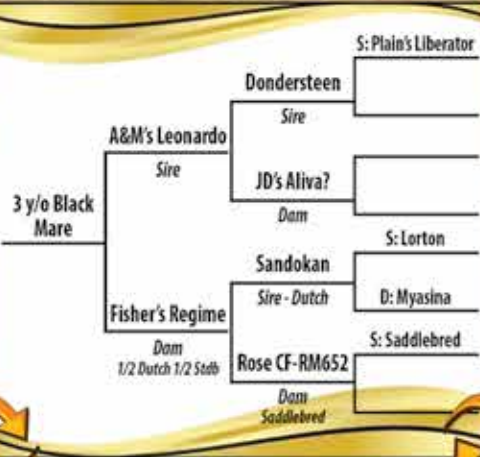 S: Plain's Liberator
Dondersteen
Sire
A&M's Leonardo
Sire
JD's Aliva?
Dam
3 y/o Black
Mare
S: Lorton
Sandokan
Sire - Dutch
D: Myasina
Fisher's Regime
Dam
1/2 Dutch 1/2 Stdb
S: Saddlebred
Rose CF-RM652
Dam
Saddlebred